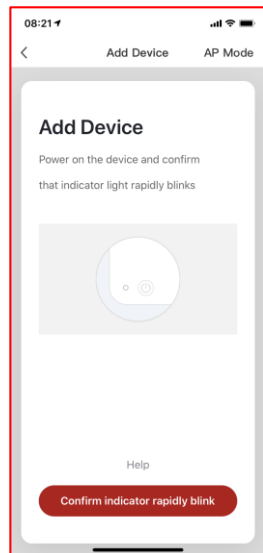 08:21
Add Device
AP Mode
Add Device
Power on the device and confirm
that indicator light rapidly blinks
Help
Confirm indicator rapidly blink